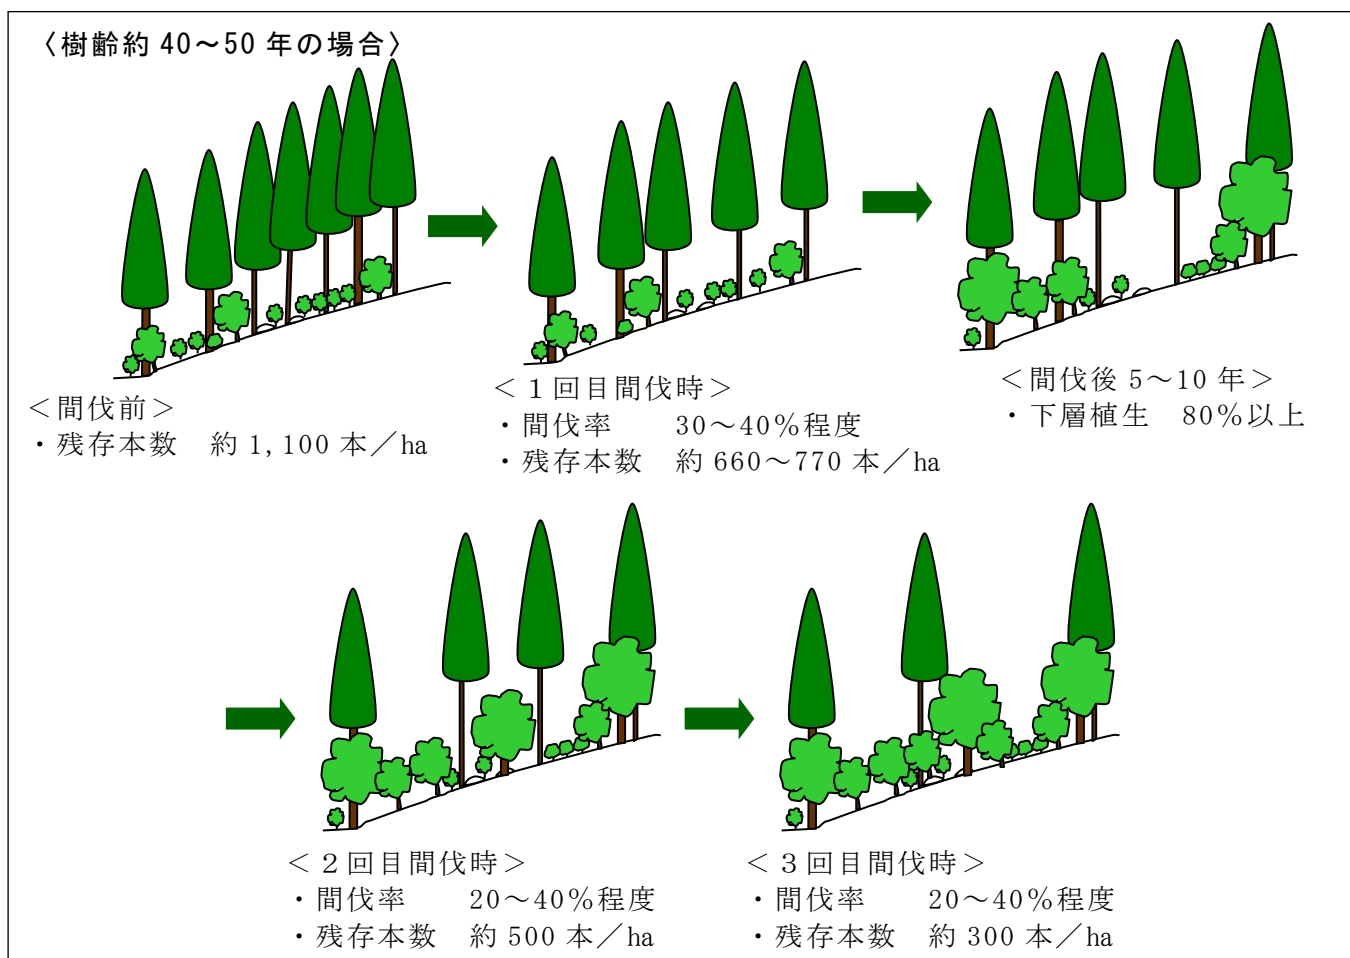 〈樹齢約 40～50 年の場合〉
＜間伐前＞
・残存本数　約 1,100 本／ha
＜１回目間伐時＞
・間伐率　　30～40％程度
・残存本数　約 660～770 本／ha
＜間伐後 5～10 年＞
・下層植生　80％以上
＜２回目間伐時＞
・間伐率　　20～40％程度
・残存本数　約 500 本／ha
＜３回目間伐時＞
・間伐率　　20～40％程度
・残存本数　約 300 本／ha